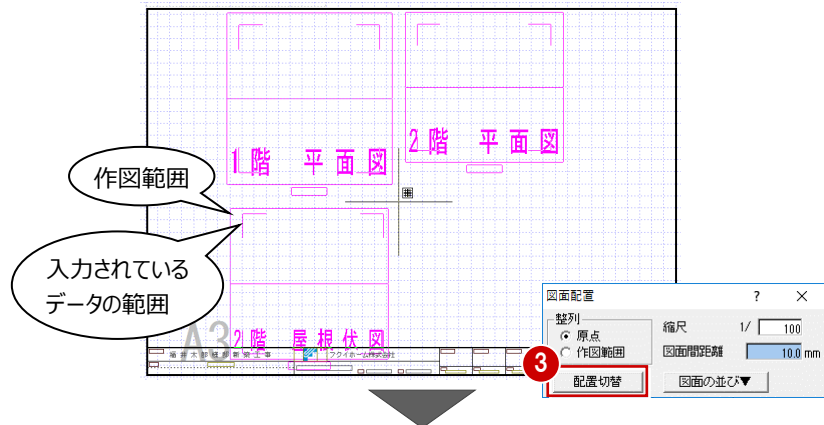 1階 平面図
2階 平面図
作図範囲
入力されている
データの範囲
A3
2階 屋根伏図
フクイホーム株式会社
図面配置 ? ×
整列
原点
作図範囲
縮尺 1/ 100
図面間距離 10.0 mm
3
配置切替
図面の並び▼